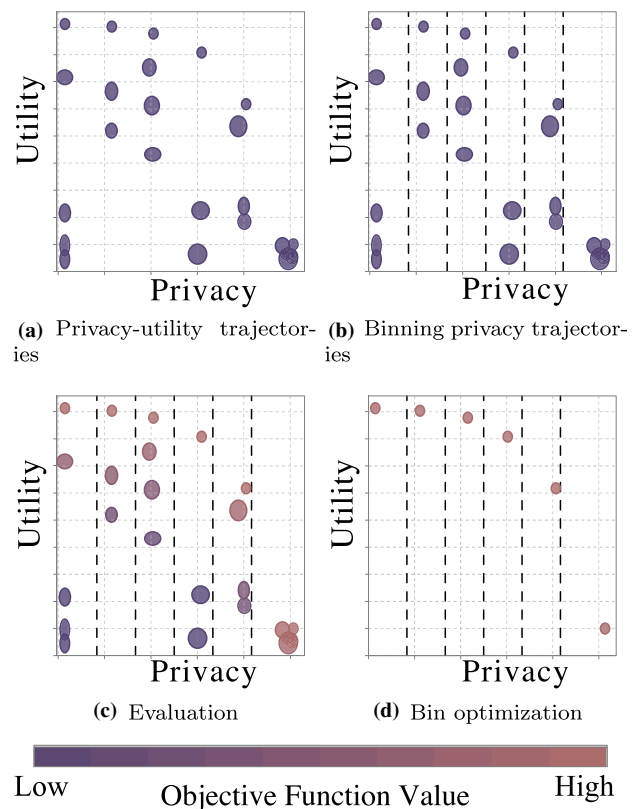 Utility
Privacy
(a) Privacy-utility trajector-
ies
Utility
Privacy
(b) Binning privacy trajector-
ies
Utility
Privacy
(c) Evaluation
Utility
Privacy
(d) Bin optimization
Low
Objective Function Value
High